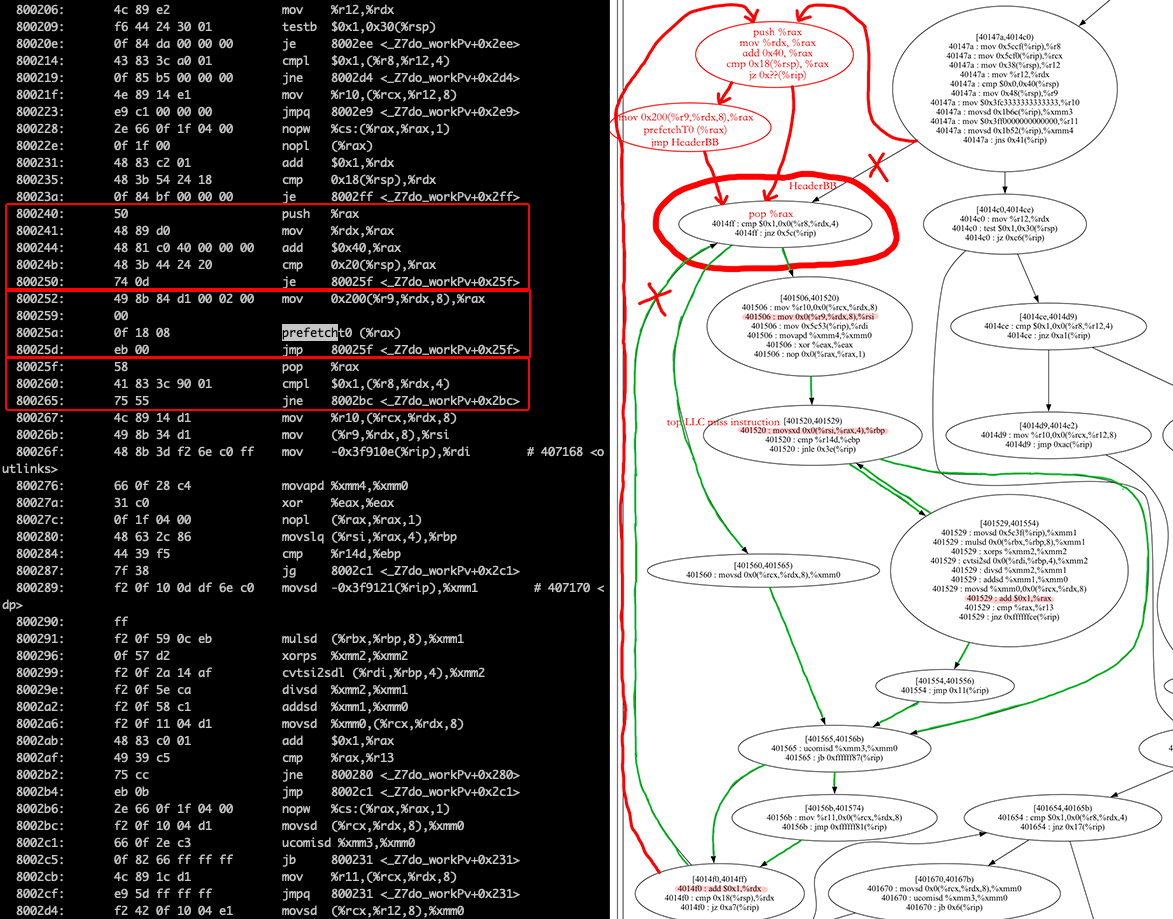 800206: 4c 89 e2 mov %r12,%rdx
800209: f6 44 24 30 01 testb $0x1,0x30(%rsp)
80020e: 0f 84 da 00 00 00 je 8002ee <_Z7do_workPv+0x2ee>
800214: 43 83 3c a0 01 cmpl $0x1,(%r8,%r12,4)
800219: 0f 85 b5 00 00 00 jne 8002d4 <_Z7do_workPv+0x2d4>
80021f: 4e 89 14 e1 mov %r10,(%rcx,%r12,8)
800223: e9 c1 00 00 00 jmpq 8002e9 <_Z7do_workPv+0x2e9>
800228: 2e 66 0f 1f 04 00 nopw %cs:(%rax,%rax,1)
80022e: 0f 1f 00 nopl (%rax)
800231: 48 83 c2 01 add $0x1,%rdx
800235: 48 3b 54 24 18 cmp 0x18(%rsp),%rdx
80023a: 0f 84 bf 00 00 00 je 8002ff <_Z7do_workPv+0x2ff>
800240: 50 push %rax
800241: 48 89 d0 mov %rdx,%rax
800244: 48 81 c0 40 00 00 00 add $0x40,%rax
80024b: 48 3b 44 24 20 cmp 0x20(%rsp),%rax
800250: 74 0d je 80025f <_Z7do_workPv+0x25f>
800252: 49 8b 84 d1 00 02 00 mov 0x200(%r9,%rdx,8),%rax
800259: 00
80025a: 0f 18 08 prefetcht0 (%rax)
80025d: eb 00 jmp 80025f <_Z7do_workPv+0x25f>
80025f: 58 pop %rax
800260: 41 83 3c 90 01 cmpl $0x1,(%r8,%rdx,4)
800265: 75 55 jne 8002bc <_Z7do_workPv+0x2bc>
800267: 4c 89 14 d1 mov %r10,(%rcx,%rdx,8)
80026b: 49 8b 34 d1 mov (%r9,%rdx,8),%rsi
80026f: 48 8b 3d f2 6e c0 ff mov -0x3f910e(%rip),%rdi # 407168 <o
utlinks>
800276: 66 0f 28 c4 movapd %xmm4,%xmm0
80027a: 31 c0 xor %eax,%eax
80027c: 0f 1f 04 00 nopl (%rax,%rax,1)
800280: 48 63 2c 86 movslq (%rsi,%rax,4),%rbp
800284: 44 39 f5 cmp %r14d,%ebp
800287: 7f 38 jg 8002c1 <_Z7do_workPv+0x2c1>
800289: f2 0f 10 0d df 6e c0 movsd -0x3f9121(%rip),%xmm1 # 407170 <
dp>
800290: ff
800291: f2 0f 59 0c eb mulsd (%rbx,%rbp,8),%xmm1
800296: 0f 57 d2 xorps %xmm2,%xmm2
800299: f2 0f 2a 14 af cvtsi2sdl (%rdi,%rbp,4),%xmm2
80029e: f2 0f 5e ca divsd %xmm2,%xmm1
8002a2: f2 0f 58 c1 addsd %xmm1,%xmm0
8002a6: f2 0f 11 04 d1 movsd %xmm0,(%rcx,%rdx,8)
8002ab: 48 83 c0 01 add $0x1,%rax
8002af: 49 39 c5 cmp %rax,%r13
8002b2: 75 cc jne 800280 <_Z7do_workPv+0x280>
8002b4: eb 0b jmp 8002c1 <_Z7do_workPv+0x2c1>
8002b6: 2e 66 0f 1f 04 00 nopw %cs:(%rax,%rax,1)
8002bc: f2 0f 10 04 d1 movsd (%rcx,%rdx,8),%xmm0
8002c1: 66 0f 2e c3 ucomisd %xmm3,%xmm0
8002c5: 0f 82 66 ff ff ff jb 800231 <_Z7do_workPv+0x231>
8002cb: 4c 89 1c d1 mov %r11,(%rcx,%rdx,8)
8002cf: e9 5d ff ff ff jmpq 800231 <_Z7do_workPv+0x231>
8002d4: f2 42 0f 10 04 e1 movsd (%rcx,%r12,8),%xmm0
push %rax
mov %rdx, %rax
add 0x40, %rax
cmp 0x18(%rsp), %rax
jz 0x??(%rip)
mov 0x200(%r9,%rdx,8),%rax
prefetchT0 (%rax)
jmp HeaderBB
[40147a,4014c0)
40147a : mov 0x5ccf(%rip),%r8
40147a : mov 0x5cf0(%rip),%rcx
40147a : mov 0x38(%rsp),%r12
40147a : mov %r12,%rdx
40147a : cmp $0x0,0x40(%rsp)
40147a : mov 0x48(%rsp),%r9
40147a : mov $0x3fc3333333333333,%r10
40147a : movsd 0x1b6c(%rip),%xmm3
40147a : mov $0x3ff0000000000000,%r11
40147a : movsd 0x1b52(%rip),%xmm4
40147a : jns 0x41(%rip)
HeaderBB
pop %rax
4014ff : cmp $0x1,0x0(%r8,%rdx,4)
4014ff : jnz 0x5c(%rip)
[4014c0,4014ce)
4014c0 : mov %r12,%rdx
4014c0 : test $0x1,0x30(%rsp)
4014c0 : jz 0xc6(%rip)
[401506,401520)
401506 : mov %r10,0x0(%rcx,%rdx,8)
401506 : mov 0x0(%r9,%rdx,8),%rsi
401506 : mov 0x5c53(%rip),%rdi
401506 : movapd %xmm4,%xmm0
401506 : xor %eax,%eax
401506 : nop 0x0(%rax,%rax,1)
[4014ce,4014d9)
4014ce : cmp $0x1,0x0(%r8,%r12,4)
4014ce : jnz 0xa1(%rip)
top LLC miss instruction
[401520,401529)
401520 : movsxd 0x0(%rsi,%rax,4),%rbp
401520 : cmp %r14d,%ebp
401520 : jnle 0x3e(%rip)
[4014d9,4014e2)
4014d9 : mov %r10,0x0(%rcx,%r12,8)
4014d9 : jmp 0xac(%rip)
[401529,401554)
401529 : movsd 0x5c3f(%rip),%xmm1
401529 : mulsd 0x0(%rbx,%rbp,8),%xmm1
401529 : xorps %xmm2,%xmm2
401529 : cvtsi2sd 0x0(%rdi,%rbp,4),%xmm2
401529 : divsd %xmm2,%xmm1
401529 : addsd %xmm1,%xmm0
401529 : movsd %xmm0,0x0(%rcx,%rdx,8)
401529 : add $0x1,%rax
401529 : cmp %rax,%r13
401529 : jnz 0xffffffce(%rip)
[401560,401565)
401560 : movsd 0x0(%rcx,%rdx,8),%xmm0
[401554,401556)
401554 : jmp 0x11(%rip)
[401565,40156b)
401565 : ucomisd %xmm3,%xmm0
401565 : jb 0xffffff87(%rip)
[40156b,401574)
40156b : mov %r11,0x0(%rcx,%rdx,8)
40156b : jmp 0xffffff81(%rip)
[401654,40165b)
401654 : cmp $0x1,0x0(%r8,%rdx,4)
401654 : jnz 0x17(%rip)
[4014f0,4014ff)
4014f0 : add $0x1,%rdx
4014f0 : cmp 0x18(%rsp),%rdx
4014f0 : jz 0xa7(%rip)
[401670,40167b)
401670 : movsd 0x0(%rcx,%rdx,8),%xmm0
401670 : ucomisd %xmm3,%xmm0
401670 : jb 0x6(%rip)